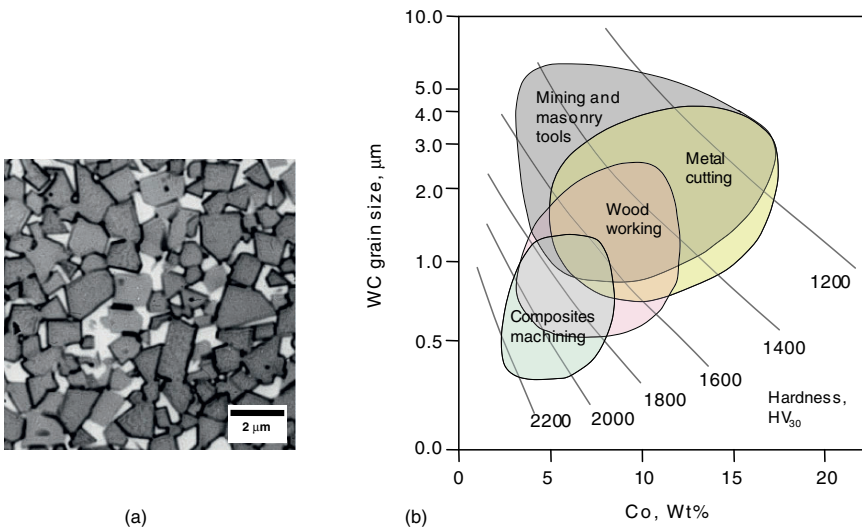 2 μm
(a)
10.0
5.0
4.0
3.0
2.0
1.0
0.5
0.0
WC grain size, μm
Mining and
masonry
tools
Metal
cutting
Wood
working
Composites
machining
1200
1400
1600
1800
2000
2200
Hardness,
HV30
0
5
10
15
20
Co, Wt%
(b)